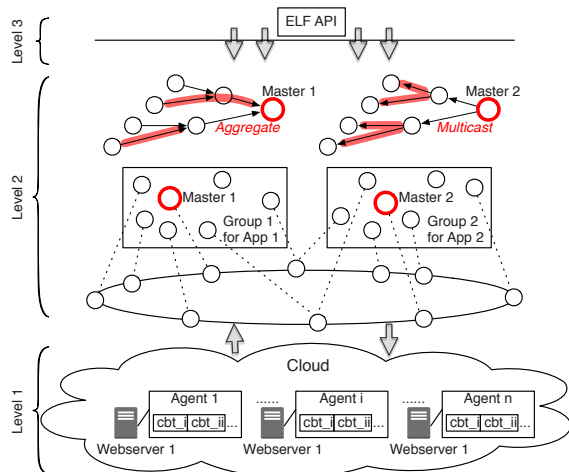 Level 3
ELF API
Level 2
Master 1
Aggregate
Master 2
Multicast
Master 1
Group 1
for App 1
Master 2
Group 2
for App 2
Level 1
Cloud
Agent 1
cbt_i cbt_ii ...
Webserver 1
......
Agent i
cbt_i cbt_ii ...
Webserver 1
......
Agent n
cbt_i cbt_ii ...
Webserver 1